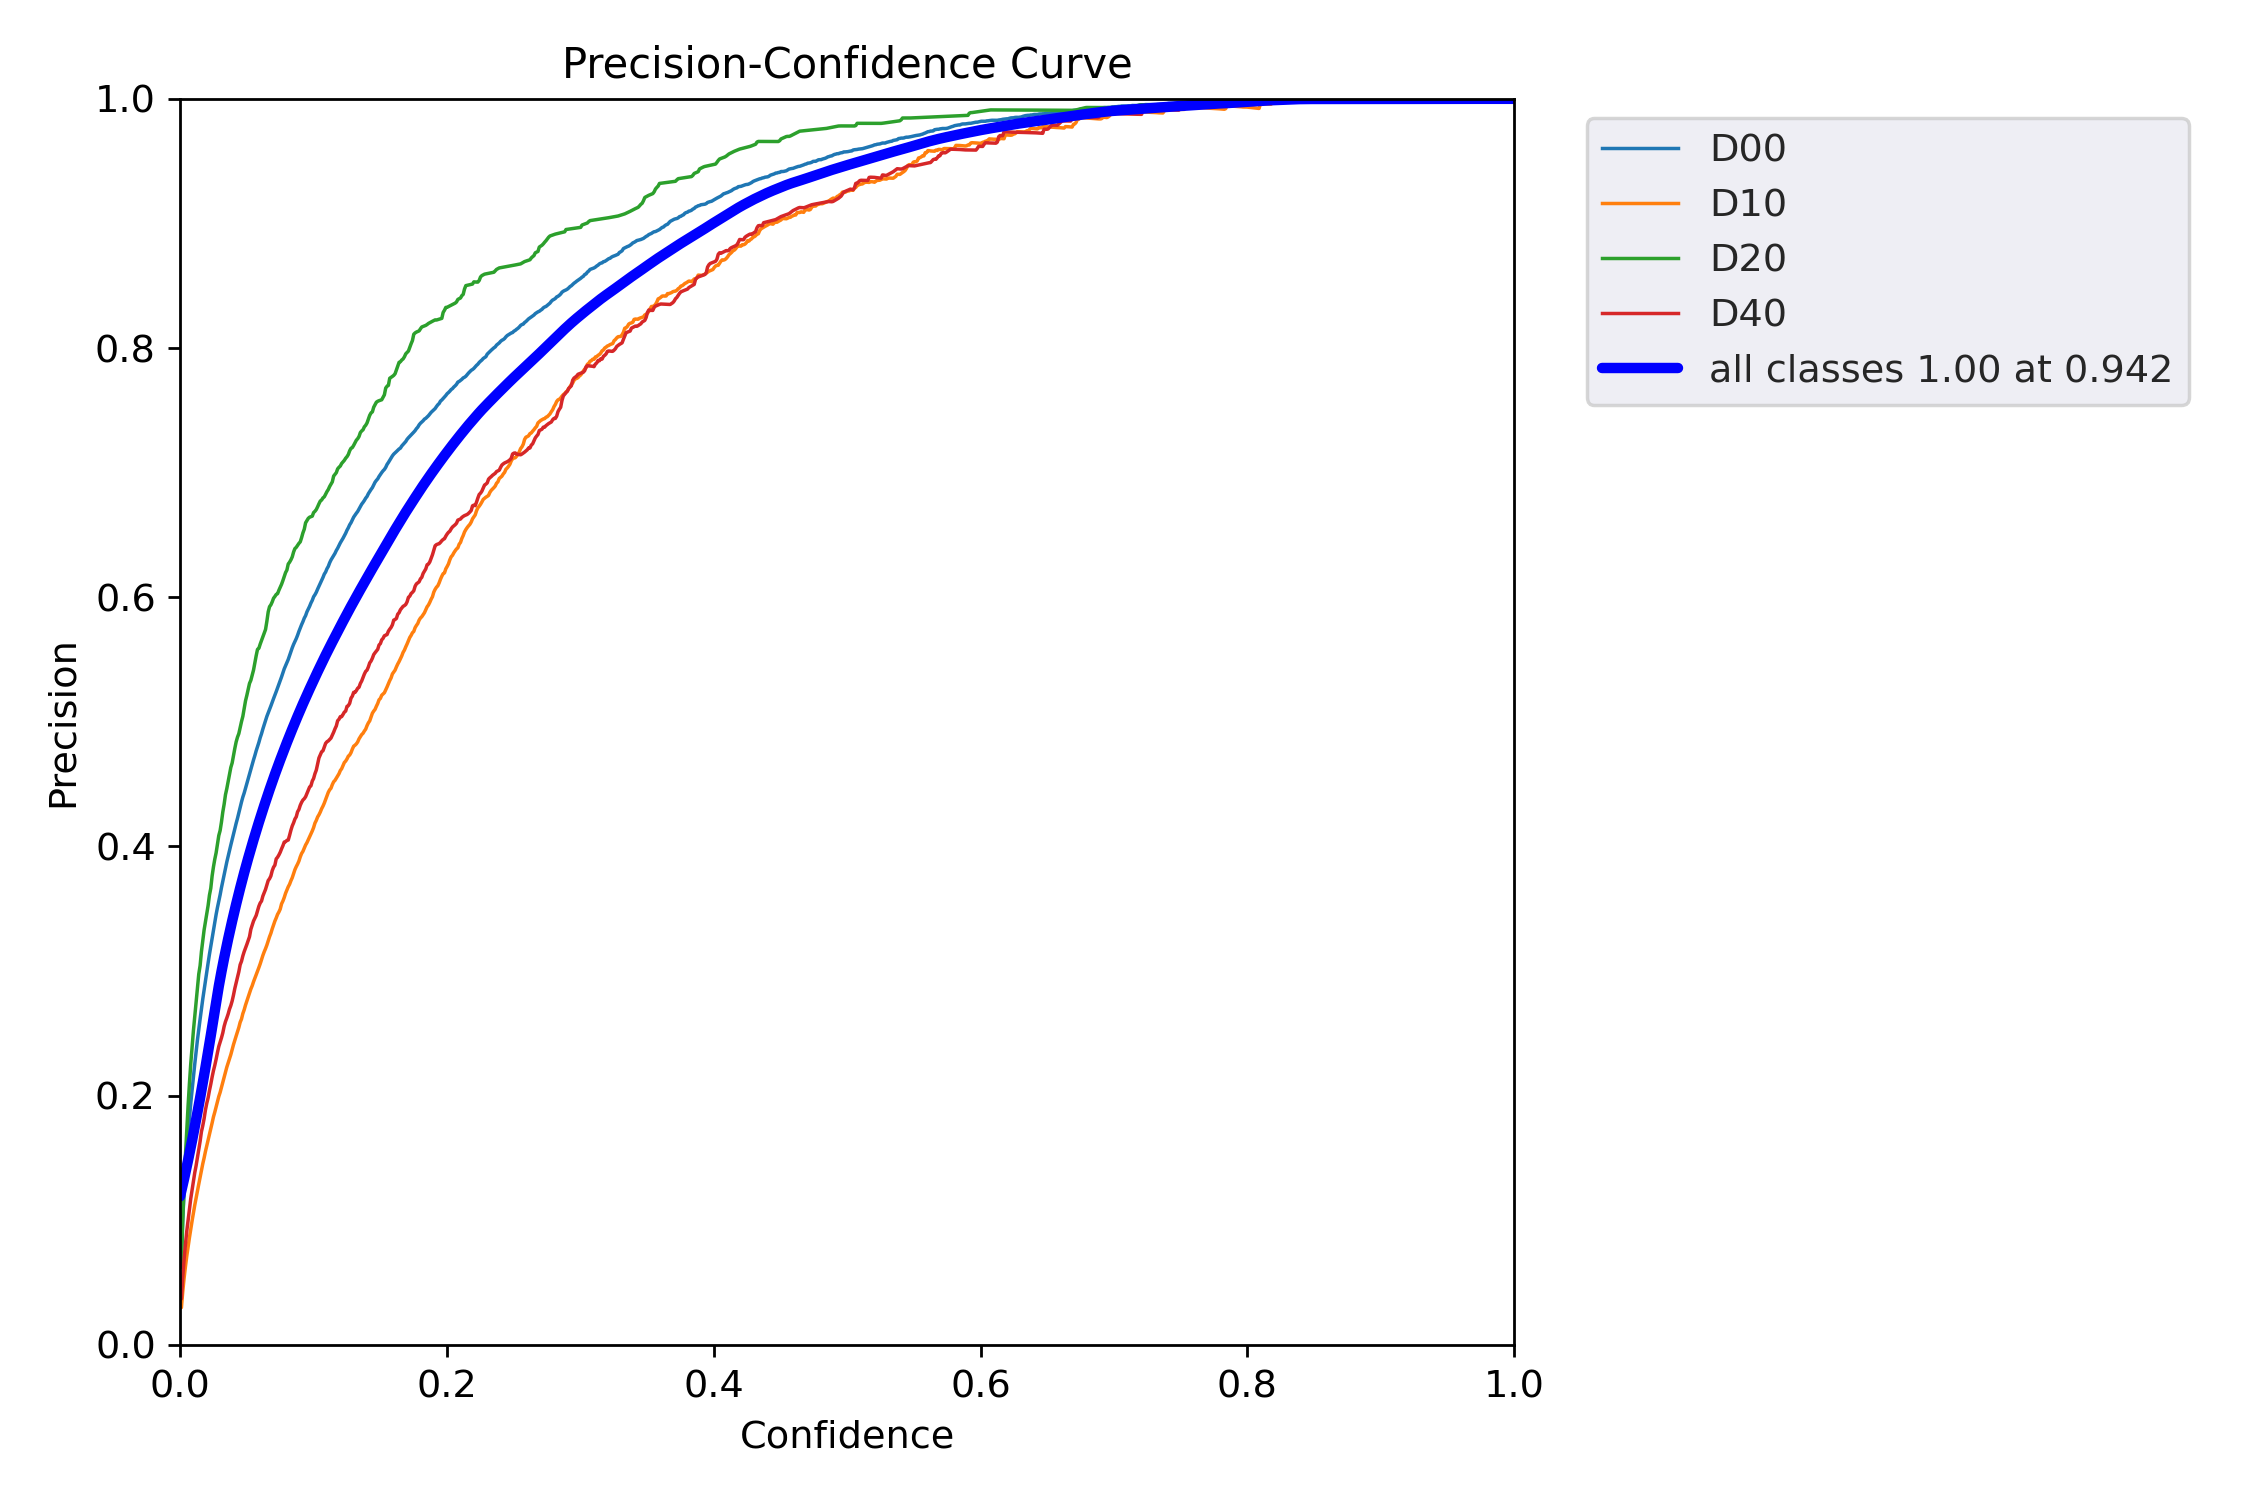 Precision-Confidence Curve
1.0
0.8
0.6
0.4
0.2
0.0
Precision
0.0 0.2 0.4 0.6 0.8 1.0
Confidence
D00
D10
D20
D40
all classes 1.00 at 0.942